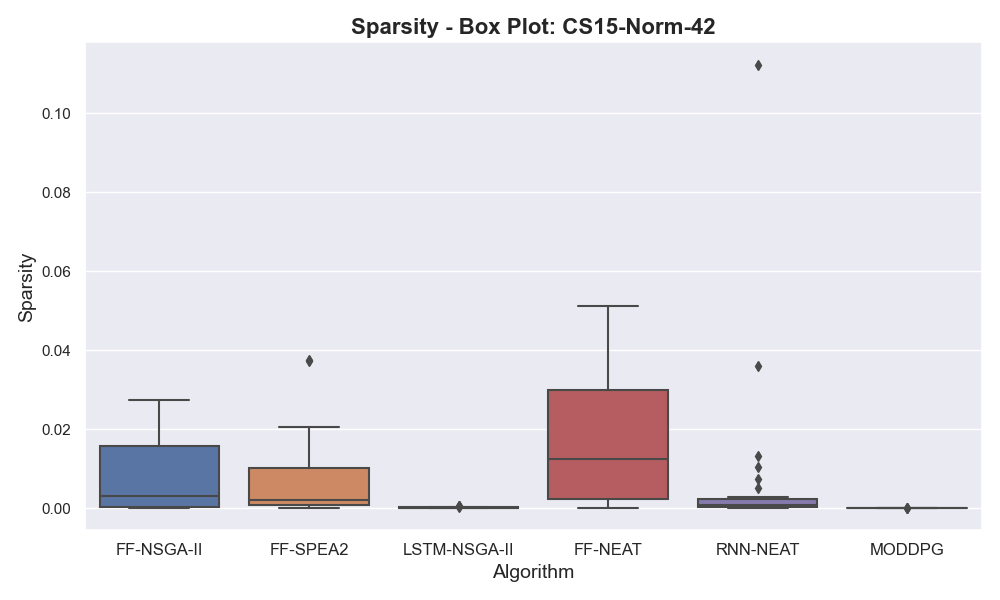 Sparsity - Box Plot: CS15-Norm-42
Sparsity
0.10
0.08
0.06
0.04
0.02
0.00
FF-NSGA-II FF-SPEA2 LSTM-NSGA-II FF-NEAT RNN-NEAT MODDPG
Algorithm